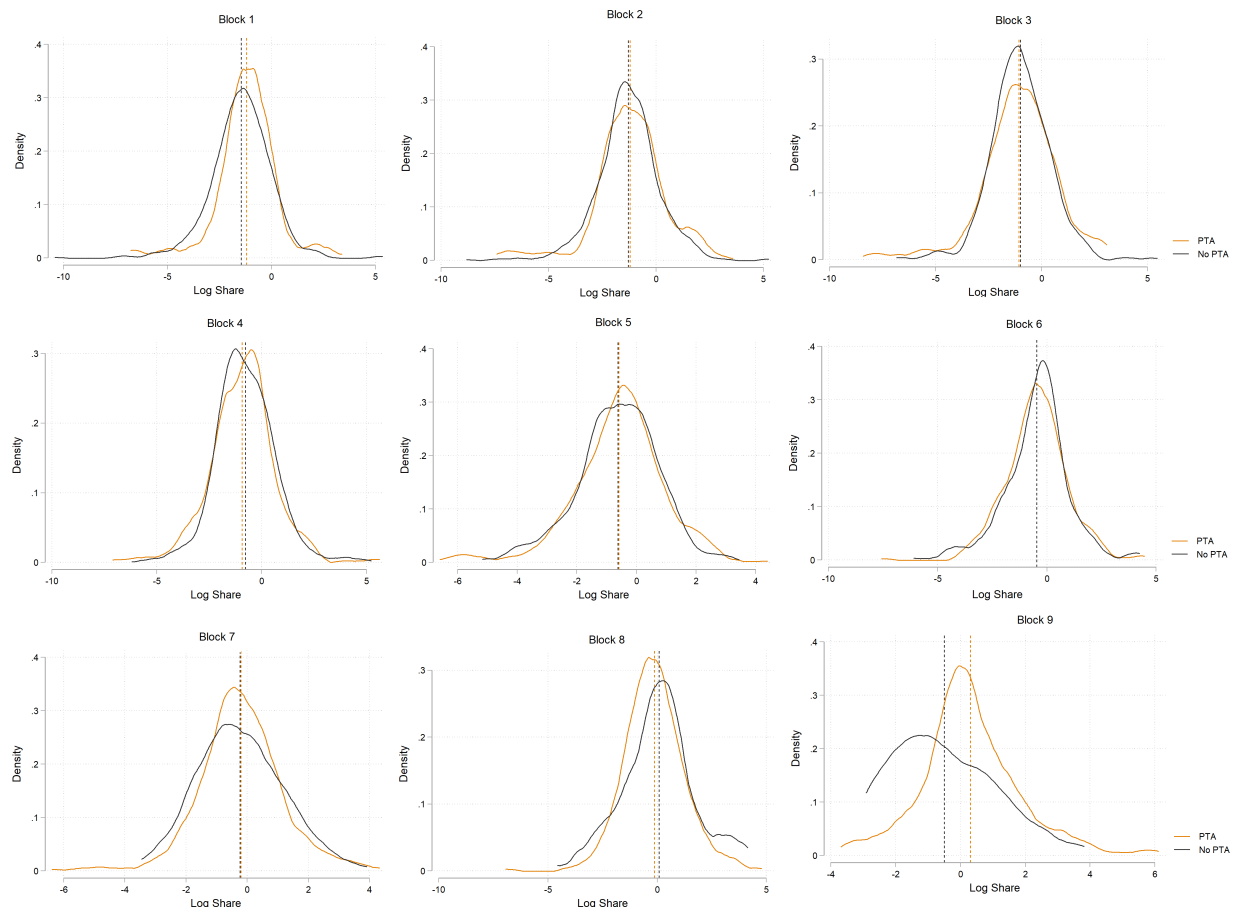 Block 1
.4
.3
.2
.1
0
Density
-10 -5 0 5
Log Share
Block 2
.4
.3
.2
.1
0
Density
-10 -5 0 5
Log Share
Block 3
.3
.2
.1
0
Density
-10 -5 0 5
Log Share
PTA
No PTA
Block 4
.3
.2
.1
0
Density
-10 -5 0 5
Log Share
Block 5
.4
.3
.2
.1
0
Density
-6 -4 -2 0 2 4
Log Share
Block 6
.4
.3
.2
.1
0
Density
-10 -5 0 5
Log Share
PTA
No PTA
Block 7
.4
.3
.2
.1
0
Density
-6 -4 -2 0 2 4
Log Share
Block 8
.3
.2
.1
0
Density
-10 -5 0 5
Log Share
Block 9
.4
.3
.2
.1
0
Density
-4 -2 0 2 4 6
Log Share
PTA
No PTA